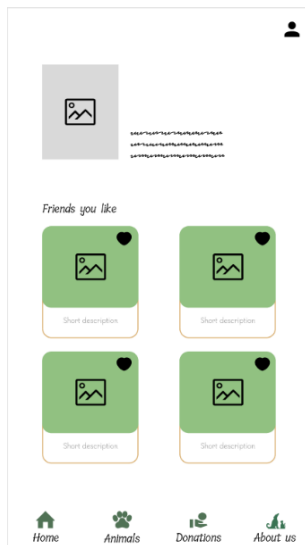 Friends you like
Short description
Short description
Short description
Short description
Home
Animals
Donations
About us